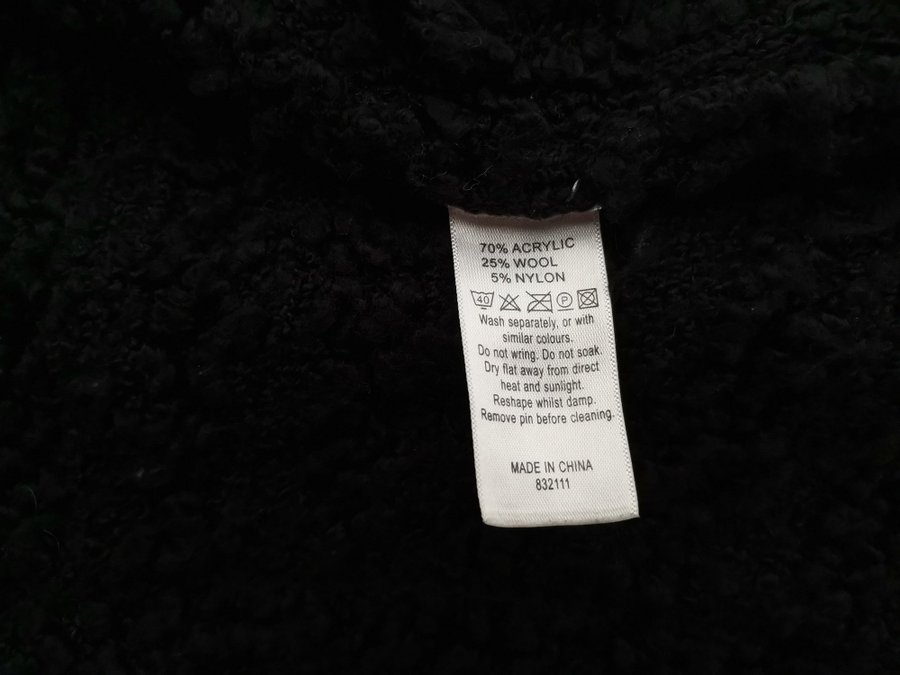 70% ACRYLIC
25% WOOL
5% NYLON
40 P
Wash separately, or with
similar colours.
Do not wring. Do not soak.
Dry flat away from direct
heat and sunlight.
Reshape whilst damp.
Remove pin before cleaning.
MADE IN CHINA
832111